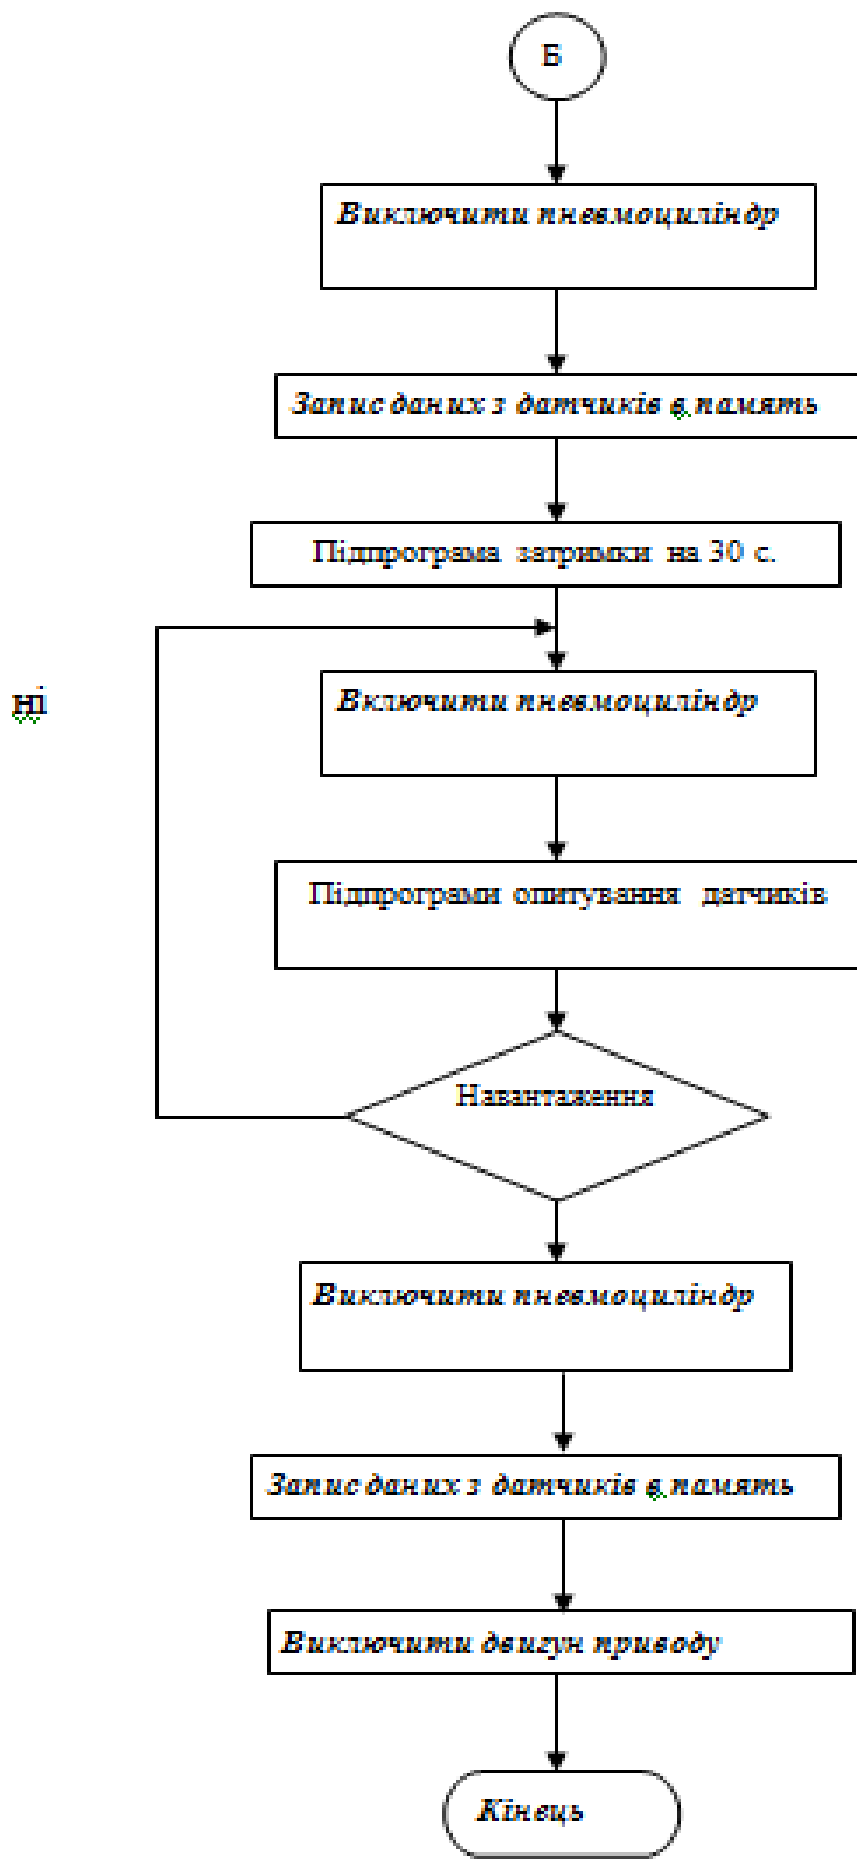 Б
Виключити пневмоциліндр
Запис даних з датчиків в память
Підпрограма затримки на 30 с.
ні
Включити пневмоциліндр
Підпрограми опитування датчиків
Навантаження
Виключити пневмоциліндр
Запис даних з датчиків в память
Виключити двигун приводу
Кінець